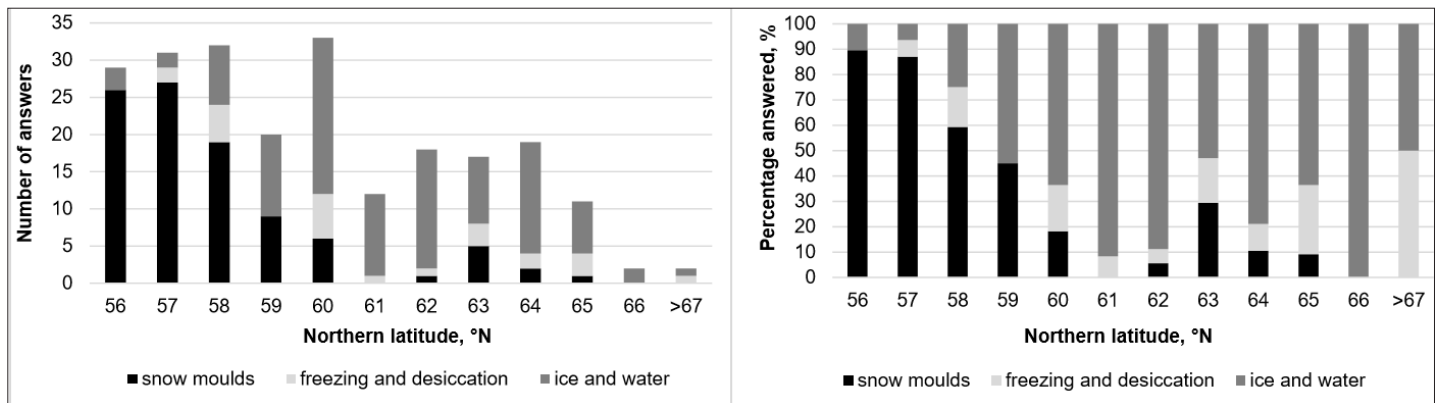 Number of answers
35
30
25
20
15
10
5
0
56 57 58 59 60 61 62 63 64 65 66 >67
Northern latitude, °N
snow moulds freezing and desiccation ice and water
Percentage answered, %
100
90
80
70
60
50
40
30
20
10
0
56 57 58 59 60 61 62 63 64 65 66 >67
Northern latitude, °N
snow moulds freezing and desiccation ice and water